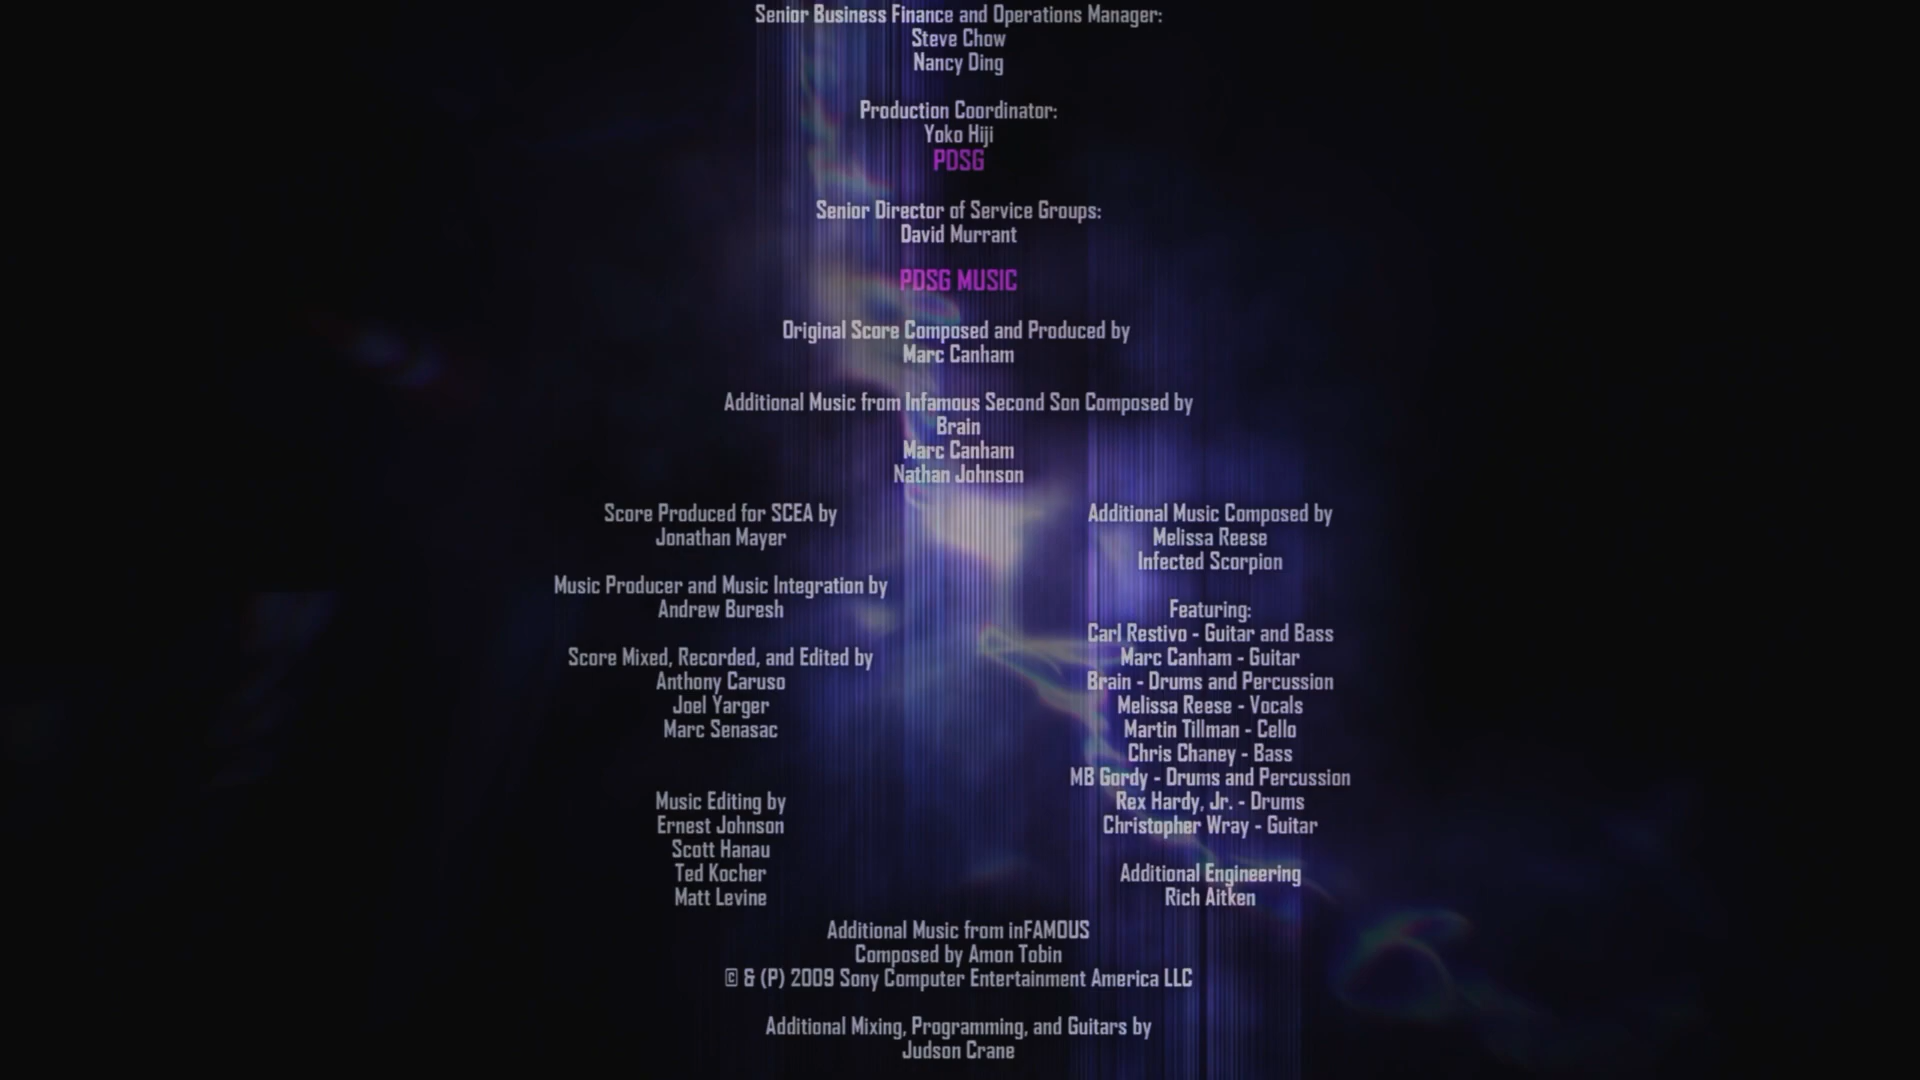 Senior Business Finance and Operations Manager:
Steve Chow
Nancy Ding
Production Coordinator:
Yoko Hiji
PDSG
Senior Director of Service Groups:
David Murrant
PDSG MUSIC
Original Score Composed and Produced by
Marc Canham
Additional Music from Infamous Second Son Composed by
Brain
Marc Canham
Nathan Johnson
Score Produced for SCEA by
Jonathan Mayer
Music Producer and Music Integration by
Andrew Buresh
Score Mixed, Recorded, and Edited by
Anthony Caruso
Joel Yarger
Marc Senasac
Music Editing by
Ernest Johnson
Scott Hanau
Ted Kocher
Matt Levine
Additional Music Composed by
Melissa Reese
Infected Scorpion
Featuring:
Carl Restivo - Guitar and Bass
Marc Canham - Guitar
Brain - Drums and Percussion
Melissa Reese - Vocals
Martin Tillman - Cello
Chris Chaney - Bass
MB Gordy - Drums and Percussion
Rex Hardy, Jr. - Drums
Christopher Wray - Guitar
Additional Engineering
Rich Aitken
Additional Music from inFAMOUS
Composed by Amon Tobin
© & (P) 2009 Sony Computer Entertainment America LLC
Additional Mixing, Programming, and Guitars by
Judson Crane